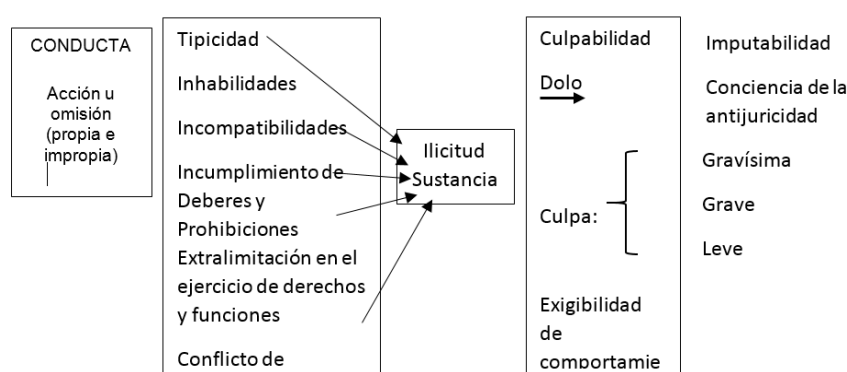 CONDUCTA
Acción u
omisión
(propia e
impropia)
Tipicidad
Inhabilidades
Incompatibilidades
Incumplimiento de
Deberes y
Prohibiciones
Extralimitación en el
ejercicio de derechos
y funciones
Conflicto de
Ilicitud
Sustancia
Culpabilidad
Dolo
Culpa:
Exigibilidad
de
comportamie
Imputabilidad
Conciencia de la
antijuricidad
Gravísima
Grave
Leve